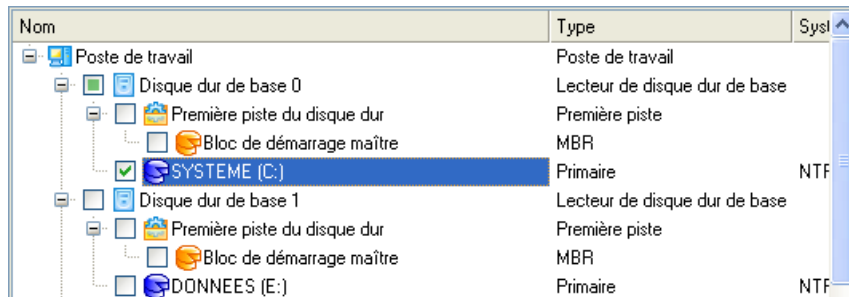 Nom Type Syst
Poste de travail Poste de travail
Disque dur de base 0 Lecteur de disque dur de base
Première piste du disque dur Première piste
Bloc de démarrage maître MBR
SYSTEME (C:) Primaire NTF
Disque dur de base 1 Lecteur de disque dur de base
Première piste du disque dur Première piste
Bloc de démarrage maître MBR
DONNEES (E:) Primaire NTF